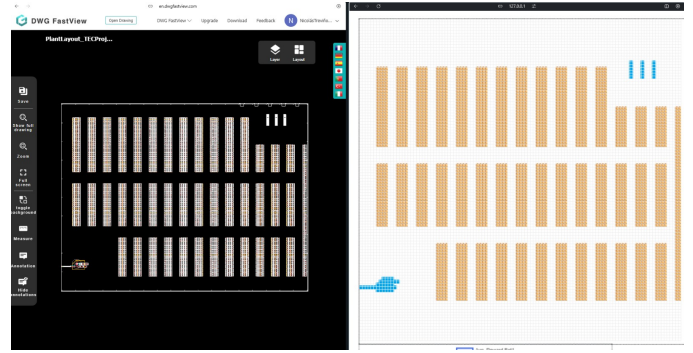 en.dwgfastview.com
127.0.0.1
DWG FastView
Open Drawing
DWG FastView
Upgrade
Download
Feedback
N
PlantLayout_TECProj...
Layer
Layout
Save
Show full
drawing
Zoom
Full
screen
toggle
background
Measure
Annotation
Hide
annotations